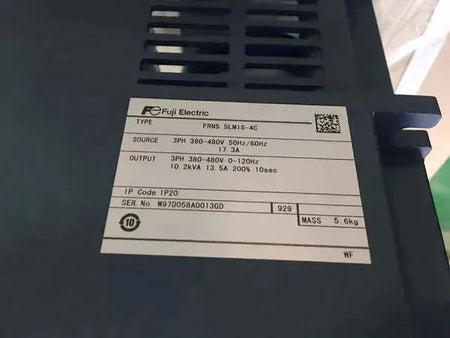 Fe Fuji Electric
TYPE FRN5.5LM1S-4C
SOURCE 3PH 380-480V 50Hz/60Hz
17.3A
OUTPUT 3PH 380-480V 0-120Hz
10.2kVA 13.5A 200% 10sec
IP Code IP20
SER No. W97D058A0013GD 929
10 MASS 5.6kg
WF